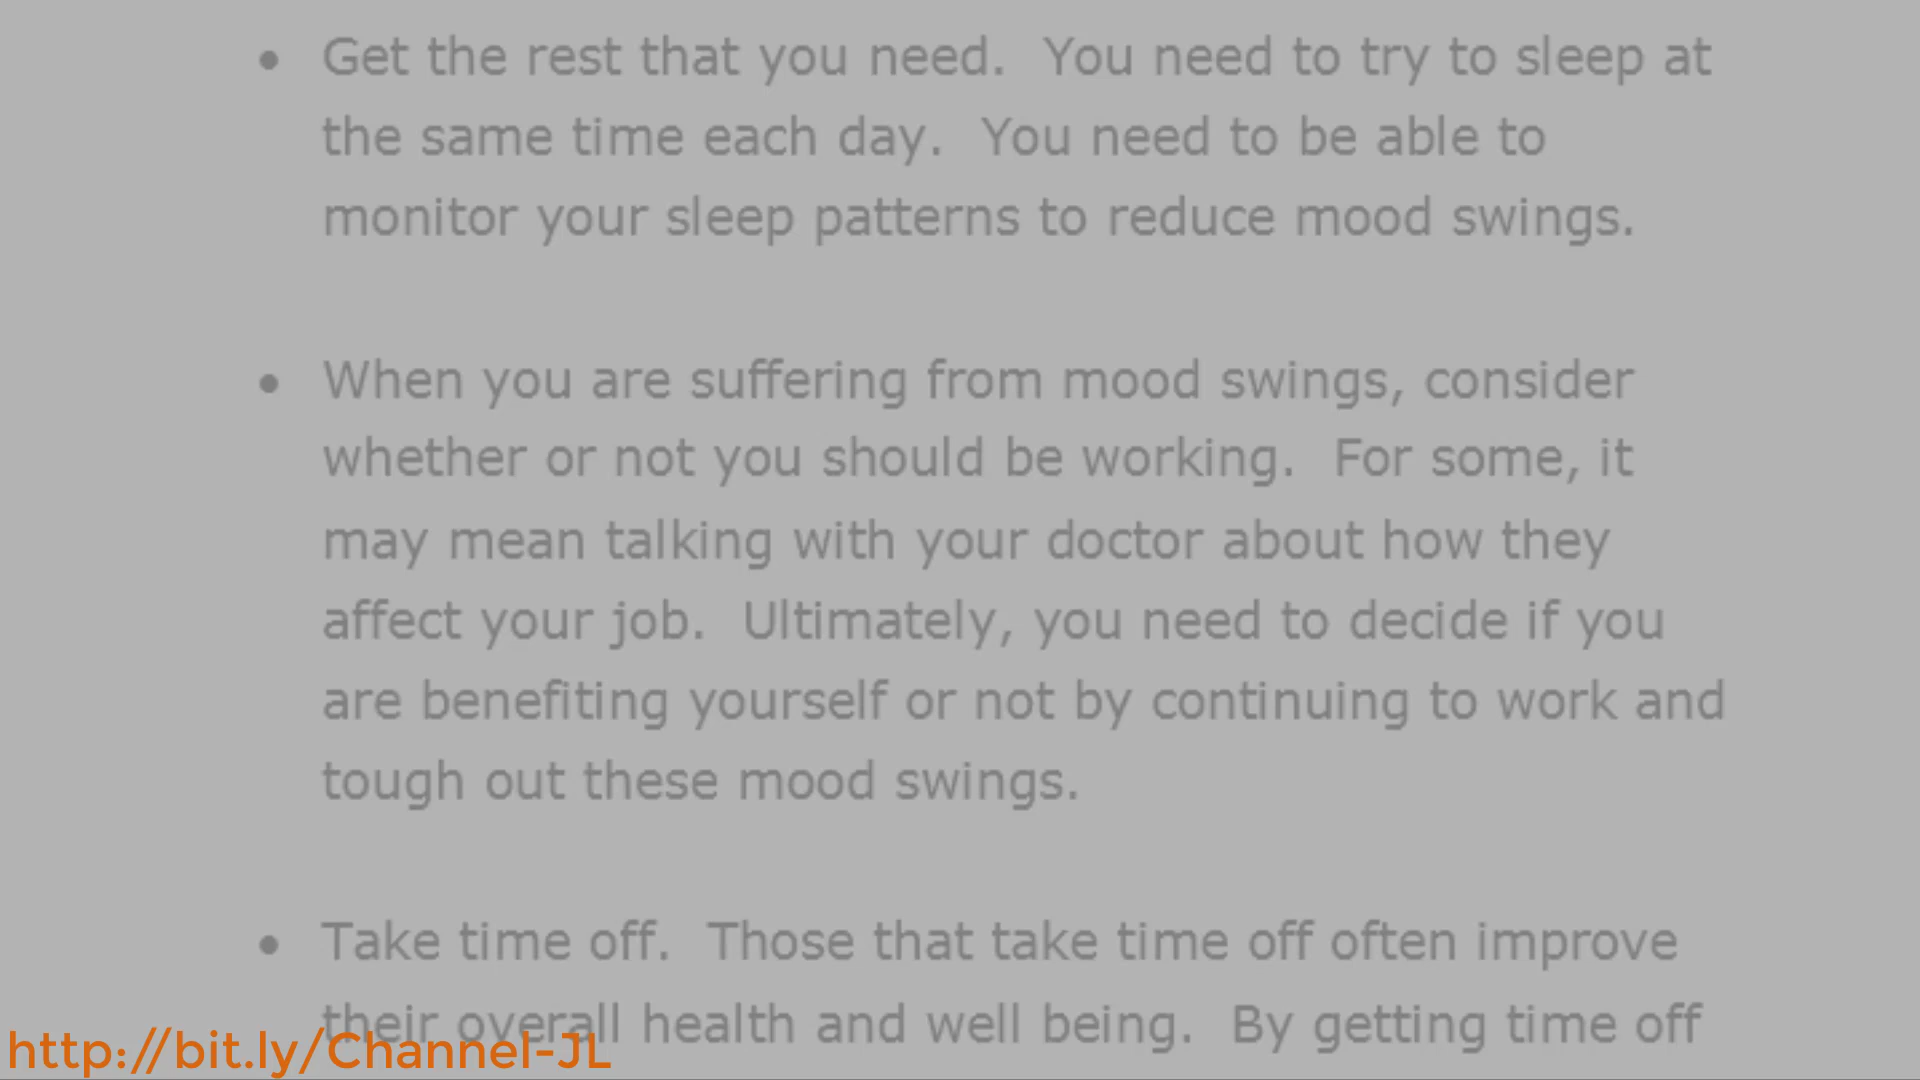 • Get the rest that you need.  You need to try to sleep at
the same time each day.  You need to be able to
monitor your sleep patterns to reduce mood swings.
• When you are suffering from mood swings, consider
whether or not you should be working.  For some, it
may mean talking with your doctor about how they
affect your job.  Ultimately, you need to decide if you
are benefiting yourself or not by continuing to work and
tough out these mood swings.
• Take time off.  Those that take time off often improve
their overall health and well being.  By getting time off
http://bit.ly/Channel-JL